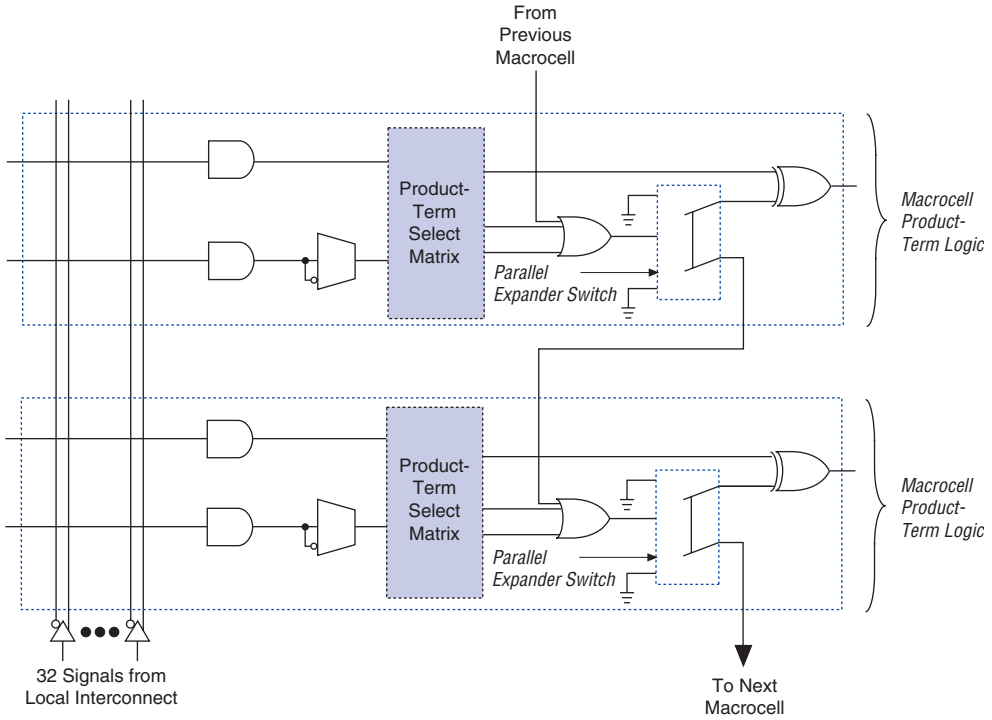 From
Previous
Macrocell
Product-
Term
Select
Matrix
Parallel
Expander Switch
Macrocell
Product-
Term Logic
Product-
Term
Select
Matrix
Parallel
Expander Switch
Macrocell
Product-
Term Logic
32 Signals from
Local Interconnect
To Next
Macrocell